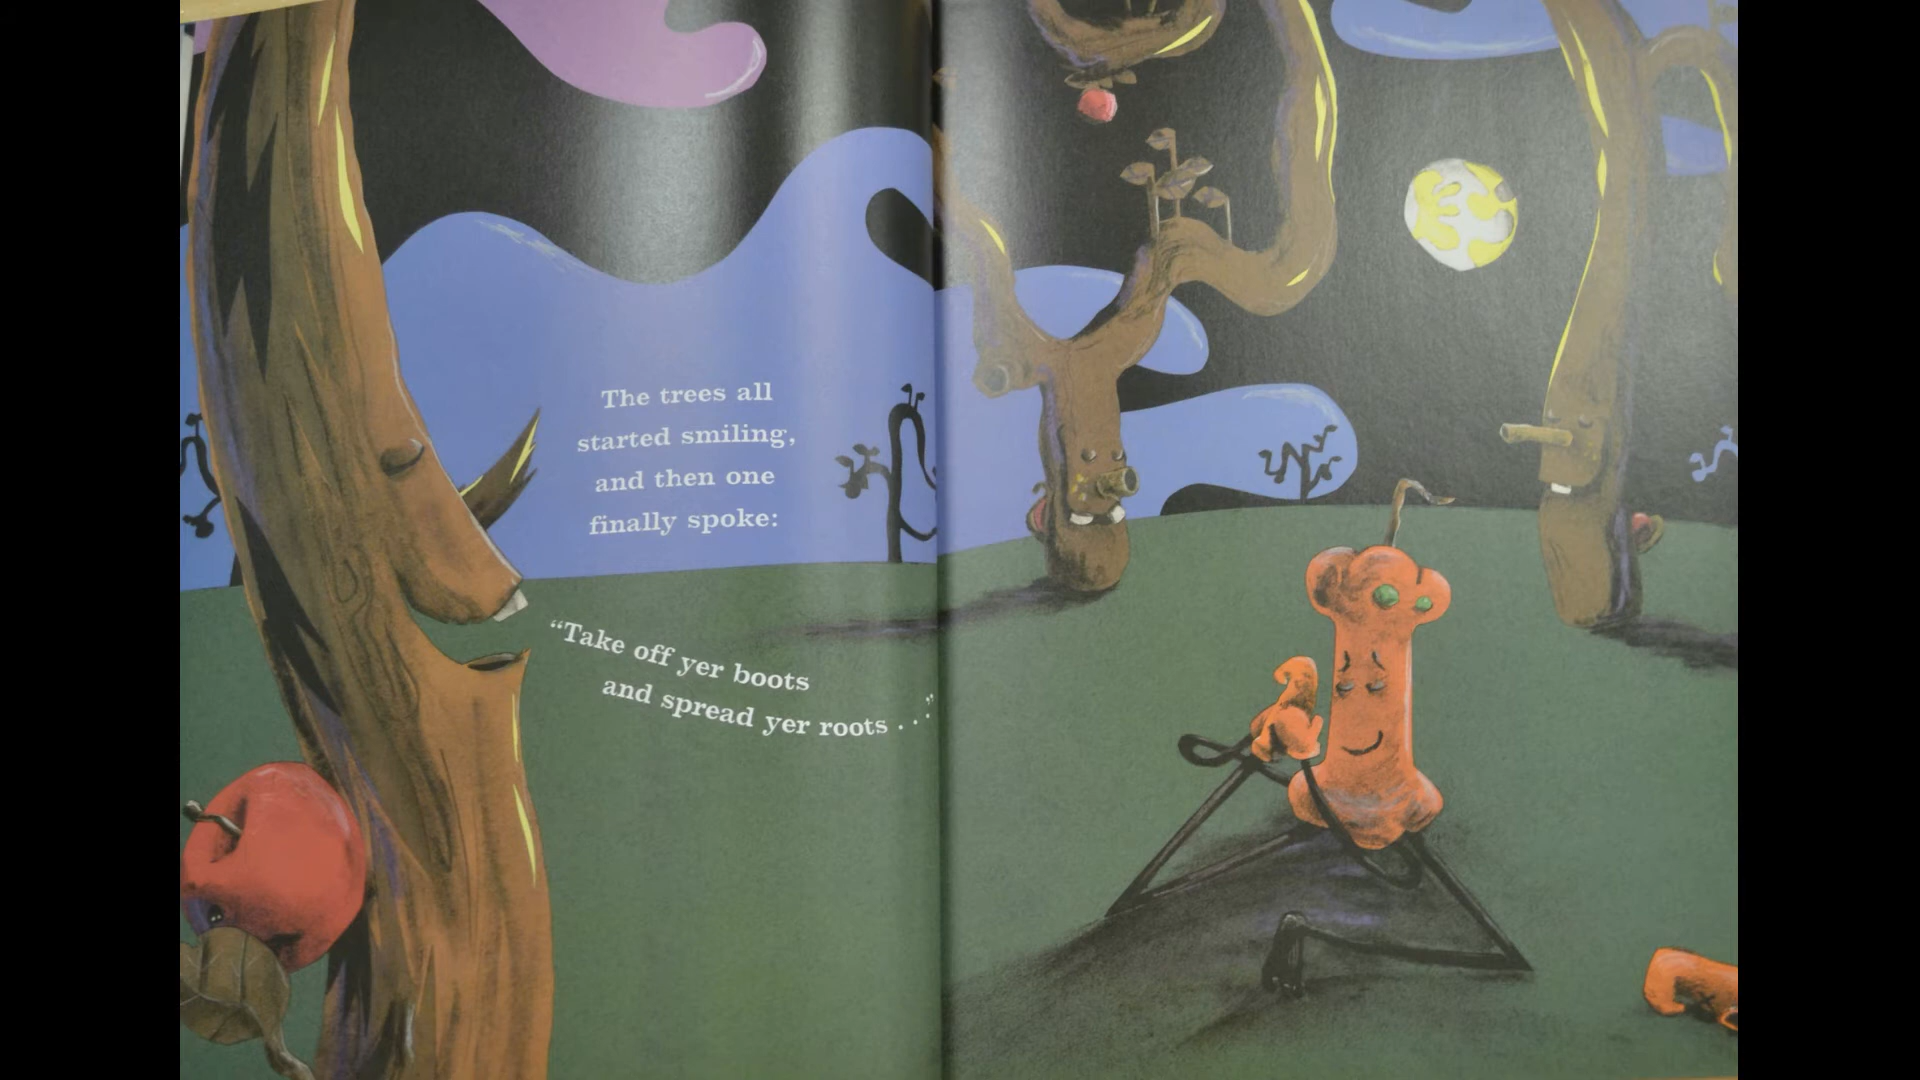 The trees all
started smiling,
and then one
finally spoke:
“Take off yer boots
and spread yer roots . . .”